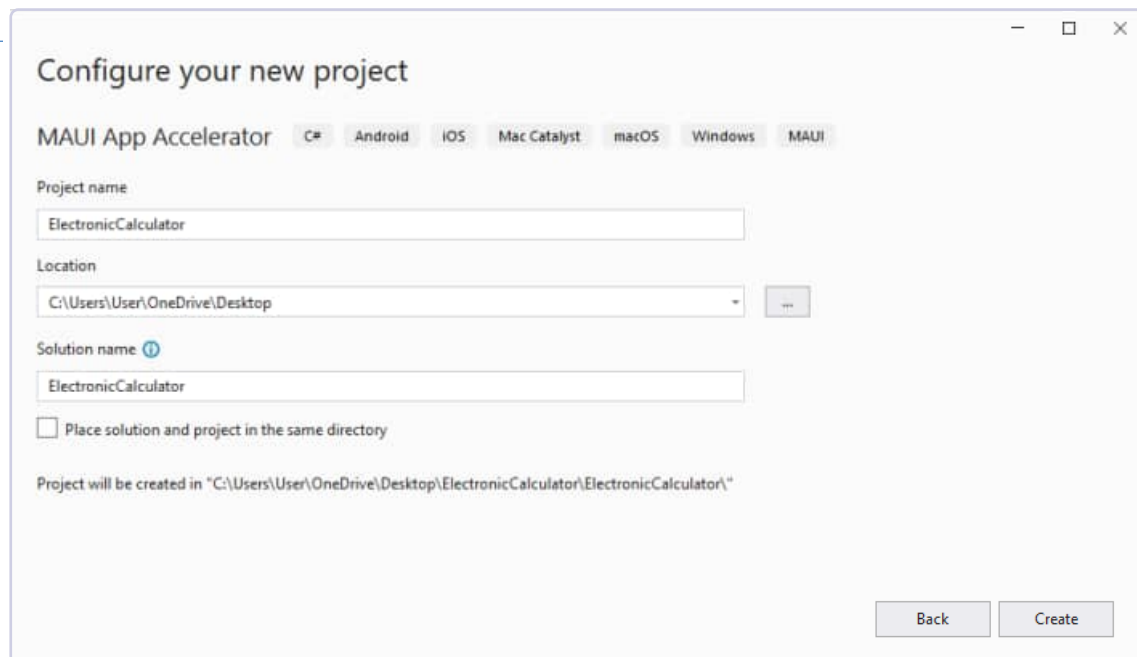 Configure your new project
MAUI App Accelerator C# Android iOS Mac Catalyst macOS Windows MAUI
Project name
ElectronicCalculator
Location
C:\Users\User\OneDrive\Desktop
...
Solution name
ElectronicCalculator
Place solution and project in the same directory
Project will be created in "C:\Users\User\OneDrive\Desktop\ElectronicCalculator\ElectronicCalculator\"
Back Create